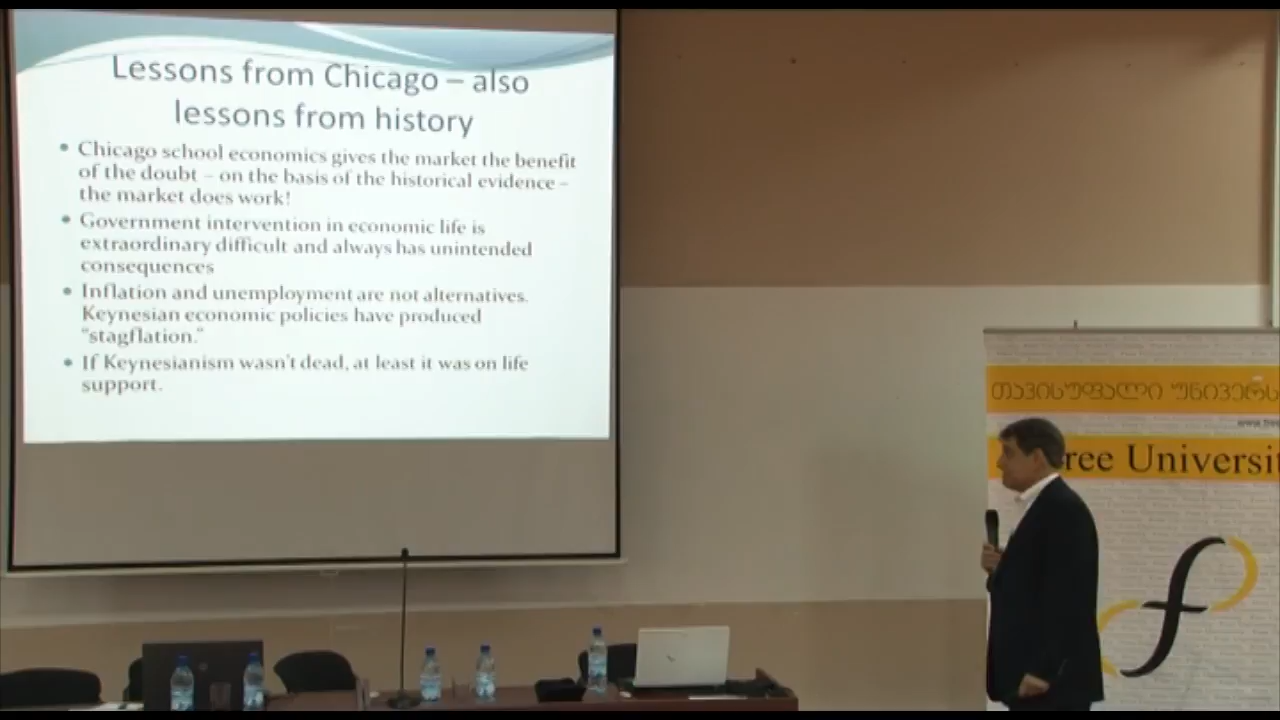 Lessons from Chicago – also
lessons from history
• Chicago school economics gives the market the benefit
of the doubt – on the basis of the historical evidence –
the market does work!
• Government intervention in economic life is
extraordinary difficult and always has unintended
consequences
• Inflation and unemployment are not alternatives.
Keynesian economic policies have produced
"stagflation."
• If Keynesianism wasn't dead, at least it was on life
support.
თავისუფალი უნივერს
ree Universit